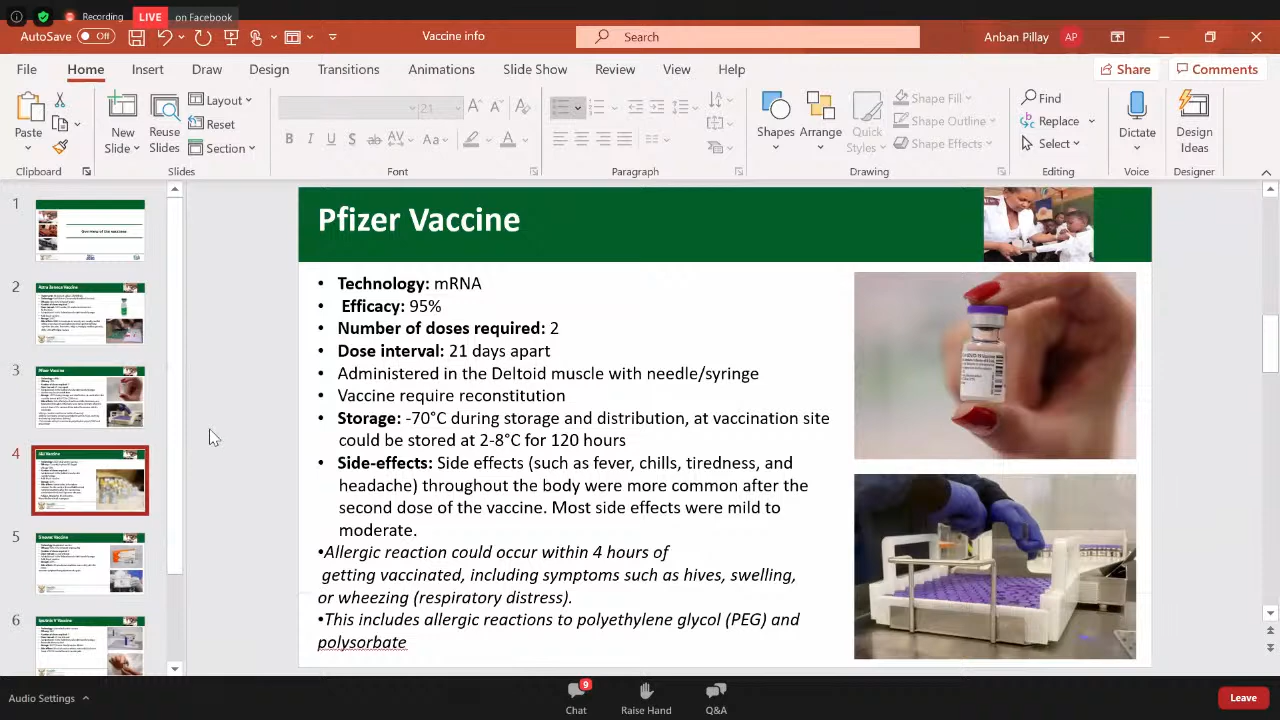 Recording LIVE on Facebook
AutoSave Off Vaccine info Search Anban Pillay AP
File Home Insert Draw Design Transitions Animations Slide Show Review View Help Share Comments
Paste
New Slide
Reuse Slides
Layout
Reset
Section
21
Aa
Shapes
Arrange
Quick Styles
Shape Fill
Shape Outline
Shape Effects
Find
Replace
Select
Dictate
Design Ideas
Clipboard Slides Font Paragraph Drawing Editing Voice Designer
1
2
3
4
5
6
Pfizer Vaccine
• Technology: mRNA
Efficacy: 95%
• Number of doses required: 2
• Dose interval: 21 days apart
• Administered in the Deltoid muscle with needle/syringe
Vaccine require reconstitution
Storage: -70°C during storage and distribution, at vaccination site
could be stored at 2-8°C for 120 hours
Side-effects: Side effects (such as fever, chills, tiredness, and
headache) throughout the body were more common after the
second dose of the vaccine. Most side effects were mild to
moderate.
•Allergic reaction could occur within 4 hours of
getting vaccinated, including symptoms such as hives, swelling,
or wheezing (respiratory distress).
•This includes allergic reactions to polyethylene glycol (PEG) and
polysorbate
Audio Settings
9
Chat
Raise Hand
Q&A
Leave